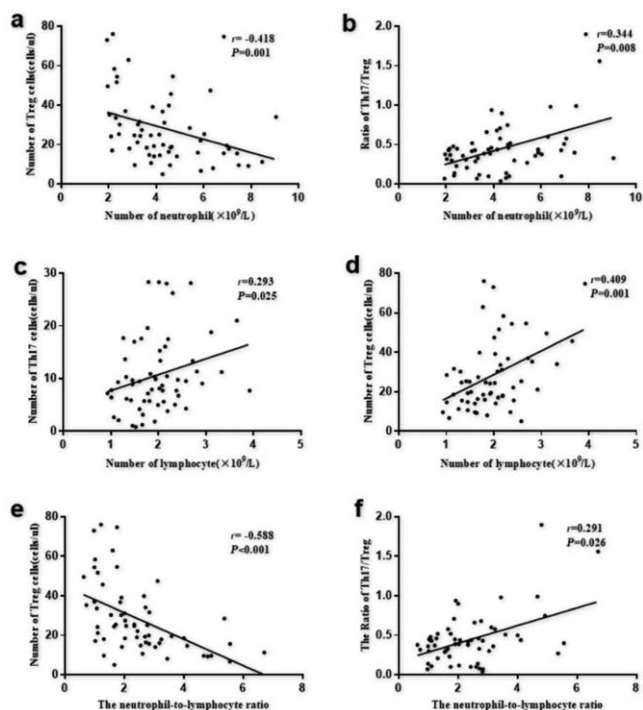 a
r= -0.418
P=0.001
Number of Treg cells(cells/ul)
80
60
40
20
0
0 2 4 6 8 10
Number of neutrophil(×10⁹/L)
b
r=0.344
P=0.008
Ratio of Th17/Treg
2.0
1.5
1.0
0.5
0.0
0 2 4 6 8 10
Number of neutrophil(×10⁹/L)
c
r=0.293
P=0.025
Number of Th17 cells(cells/ul)
30
20
10
0
0 1 2 3 4 5
Number of lymphocyte(×10⁹/L)
d
r=0.409
P=0.001
Number of Treg cells(cells/ul)
80
60
40
20
0
0 1 2 3 4 5
Number of lymphocyte(×10⁹/L)
e
r= -0.588
P<0.001
Number of Treg cells(cells/ul)
80
60
40
20
0
0 2 4 6 8
The neutrophil-to-lymphocyte ratio
f
r=0.291
P=0.026
The Ratio of Th17/Treg
2.0
1.5
1.0
0.5
0.0
0 2 4 6 8
The neutrophil-to-lymphocyte ratio